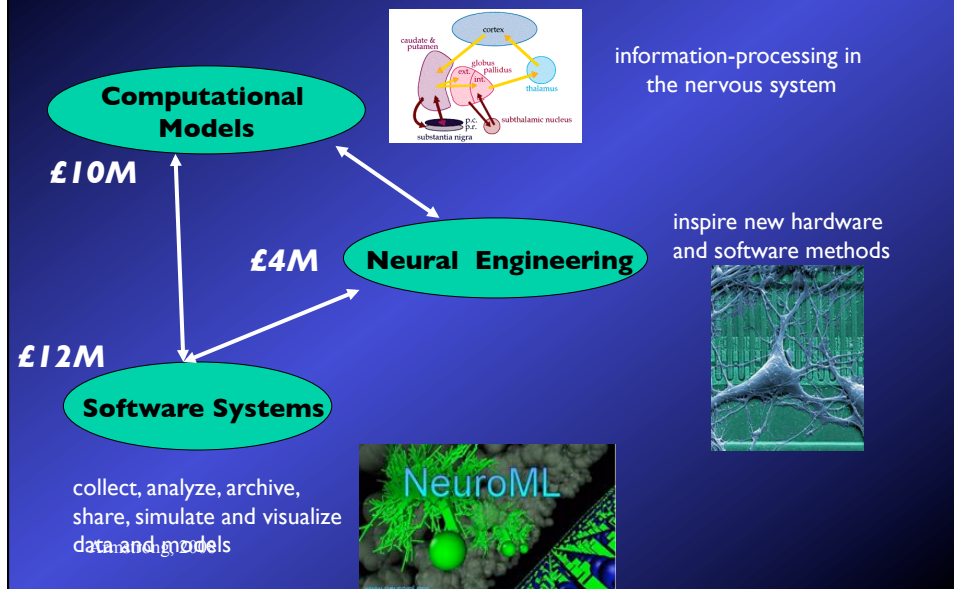 cortex
caudate &
putamen
globus
pallidus
ext.
int.
thalamus
p.c.
p.r.
subthalamic nucleus
substantia nigra
information-processing in
the nervous system
Computational
Models
£10M
inspire new hardware
and software methods
£4M
Neural Engineering
£12M
Software Systems
NeuroML
collect, analyze, archive,
share, simulate and visualize
data and models
Armstrong,